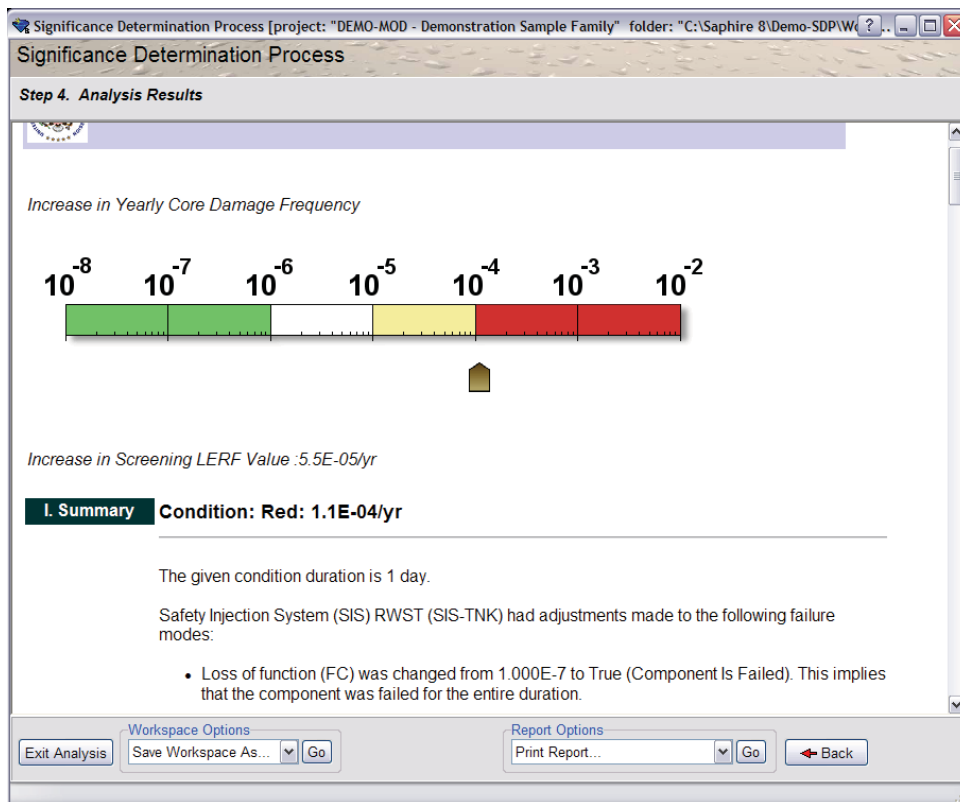 Significance Determination Process [project: "DEMO-MOD - Demonstration Sample Family" folder: "C:\Saphire 8\Demo-SDP\W ? ..
Significance Determination Process
Step 4. Analysis Results
Increase in Yearly Core Damage Frequency
10^-8 10^-7 10^-6 10^-5 10^-4 10^-3 10^-2
Increase in Screening LERF Value :5.5E-05/yr
I. Summary Condition: Red: 1.1E-04/yr
The given condition duration is 1 day.
Safety Injection System (SIS) RWST (SIS-TNK) had adjustments made to the following failure
modes:
• Loss of function (FC) was changed from 1.000E-7 to True (Component Is Failed). This implies
that the component was failed for the entire duration.
Workspace Options Report Options
Exit Analysis Save Workspace As... Go Print Report... Go Back